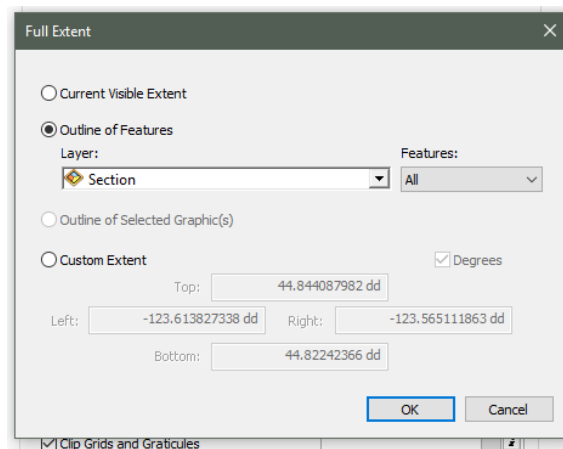 Full Extent
Current Visible Extent
Outline of Features
Layer: Features:
Section All
Outline of Selected Graphic(s)
Custom Extent Degrees
Top: 44.844087982 dd
Left: -123.613827338 dd Right: -123.565111863 dd
Bottom: 44.82242366 dd
OK Cancel
Clip Grids and Graticules i